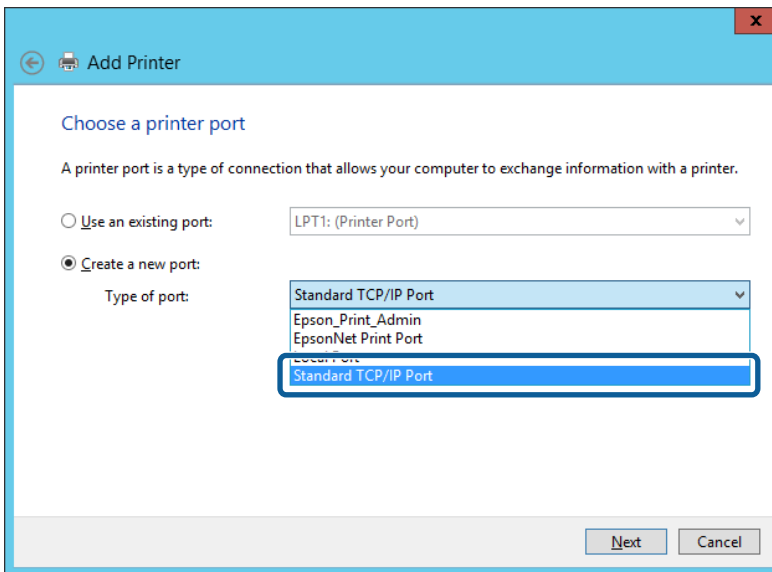 x
Add Printer
Choose a printer port
A printer port is a type of connection that allows your computer to exchange information with a printer.
Use an existing port: LPT1: (Printer Port)
Create a new port:
Type of port: Standard TCP/IP Port
Epson_Print_Admin
EpsonNet Print Port
Local Port
Standard TCP/IP Port
Next Cancel